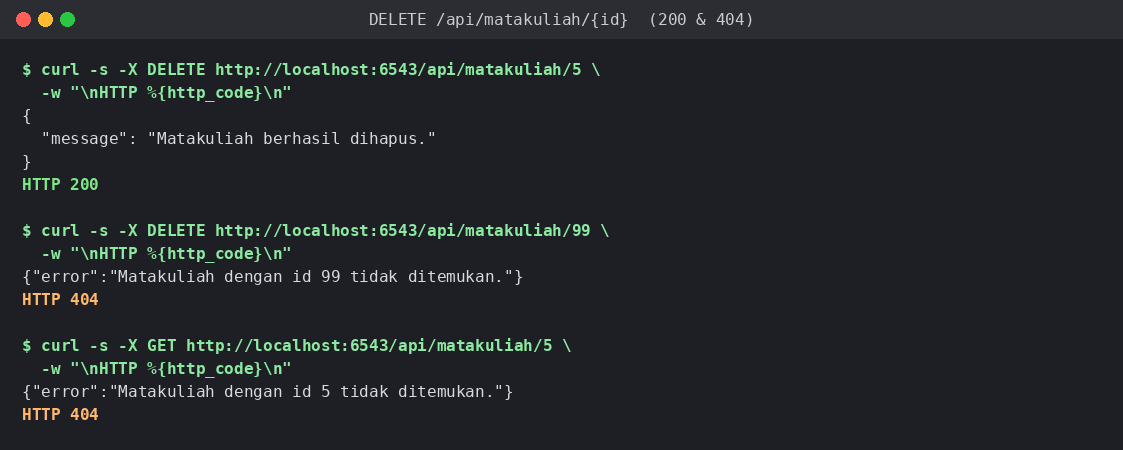 DELETE /api/matakuliah/{id}  (200 & 404)
$ curl -s -X DELETE http://localhost:6543/api/matakuliah/5 \
  -w "\nHTTP %{http_code}\n"
{
  "message": "Matakuliah berhasil dihapus."
}
HTTP 200
$ curl -s -X DELETE http://localhost:6543/api/matakuliah/99 \
  -w "\nHTTP %{http_code}\n"
{"error":"Matakuliah dengan id 99 tidak ditemukan."}
HTTP 404
$ curl -s -X GET http://localhost:6543/api/matakuliah/5 \
  -w "\nHTTP %{http_code}\n"
{"error":"Matakuliah dengan id 5 tidak ditemukan."}
HTTP 404